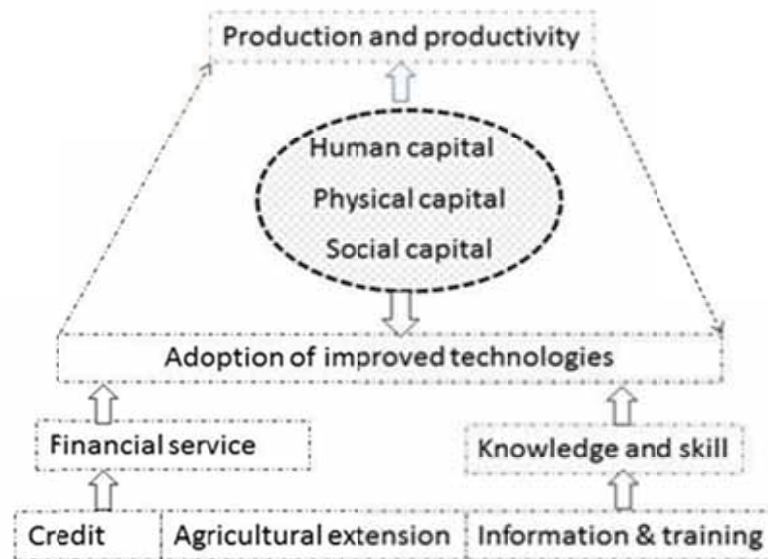 Production and productivity
Human capital
Physical capital
Social capital
Adoption of improved technologies
Financial service
Knowledge and skill
Credit
Agricultural extension
Information & training